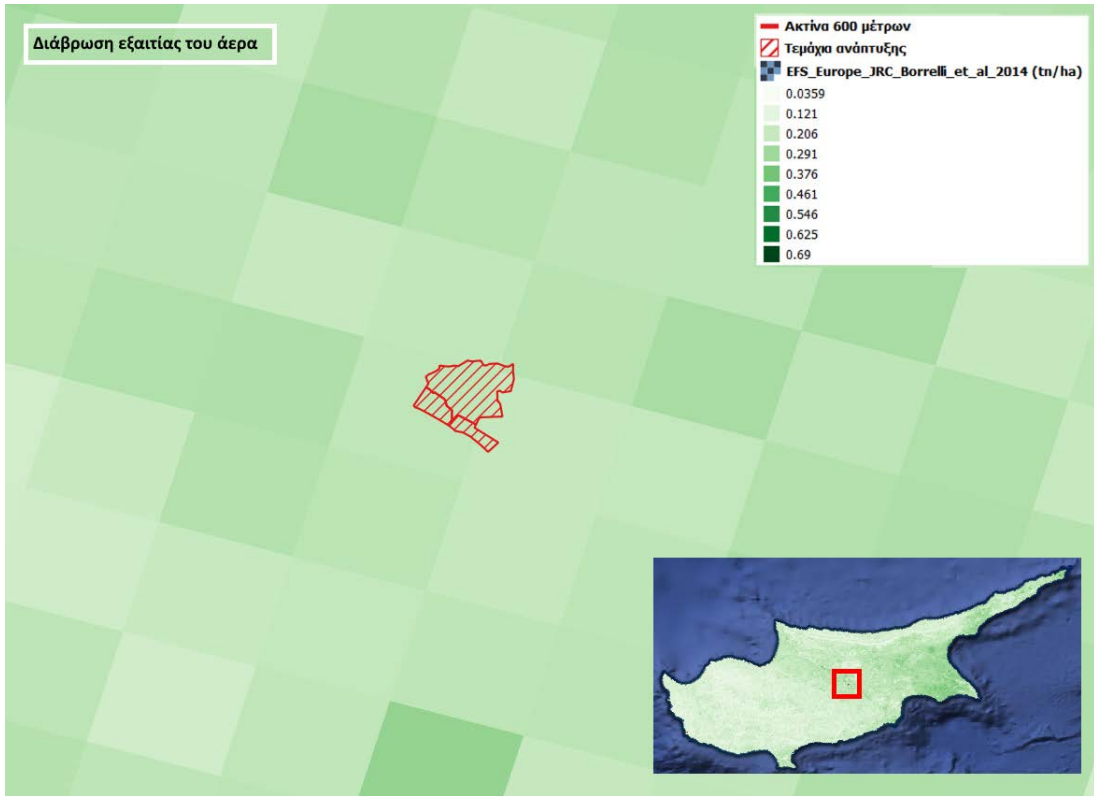 Διάβρωση εξαιτίας του άερα
Ακτίνα 600 μέτρων
Τεμάχια ανάπτυξης
EFS_Europe_JRC_Borrelli_et_al_2014 (tn/ha)
0.0359
0.121
0.206
0.291
0.376
0.461
0.546
0.625
0.69